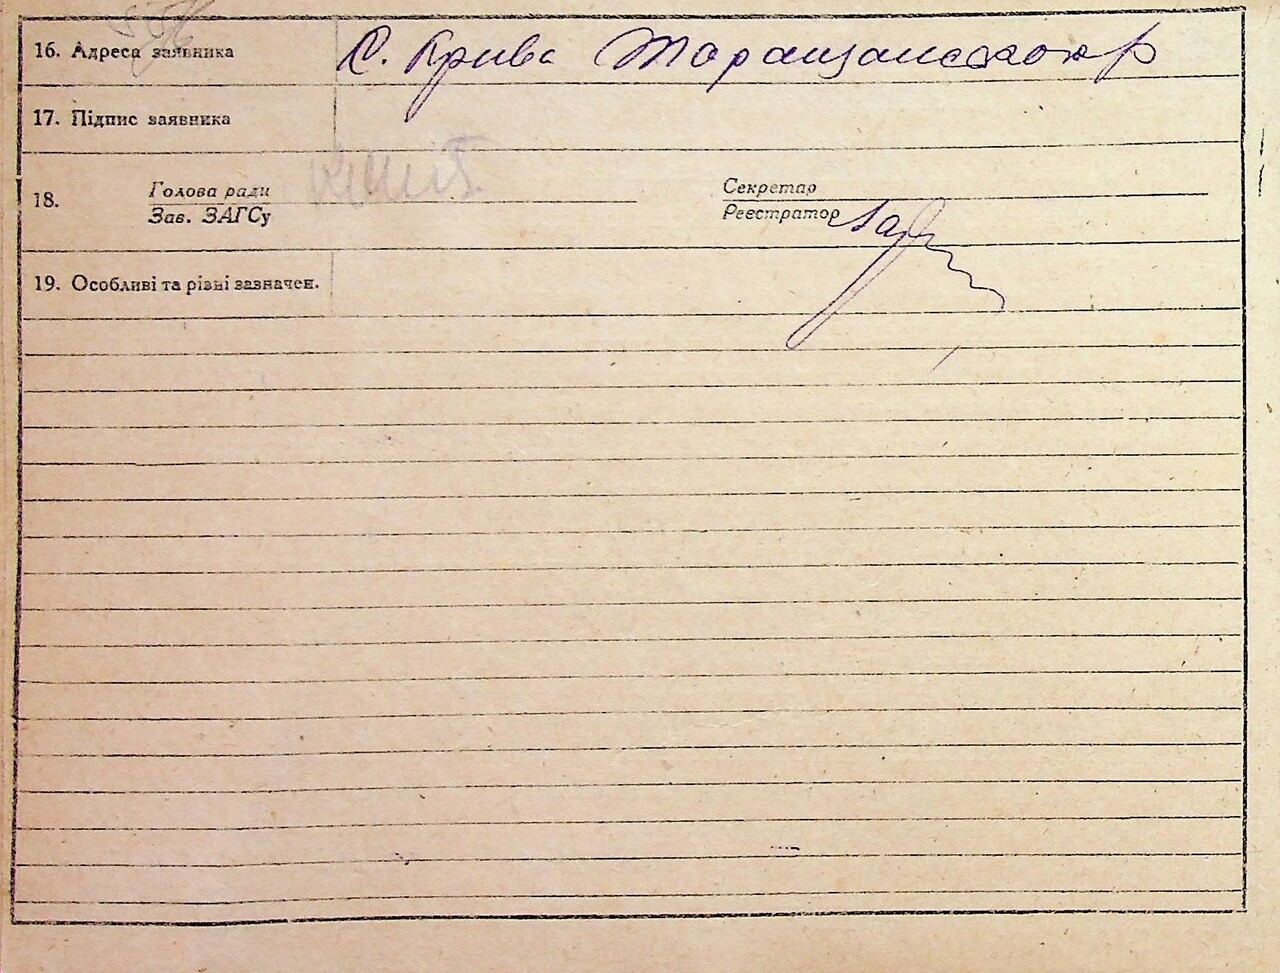 16. Адреса заявника С. Крива Таращанского р
17. Підпис заявника
18. Голова ради Секретар
Зав. ЗАГСу Реєстратор
19. Особливі та різні зазначен.